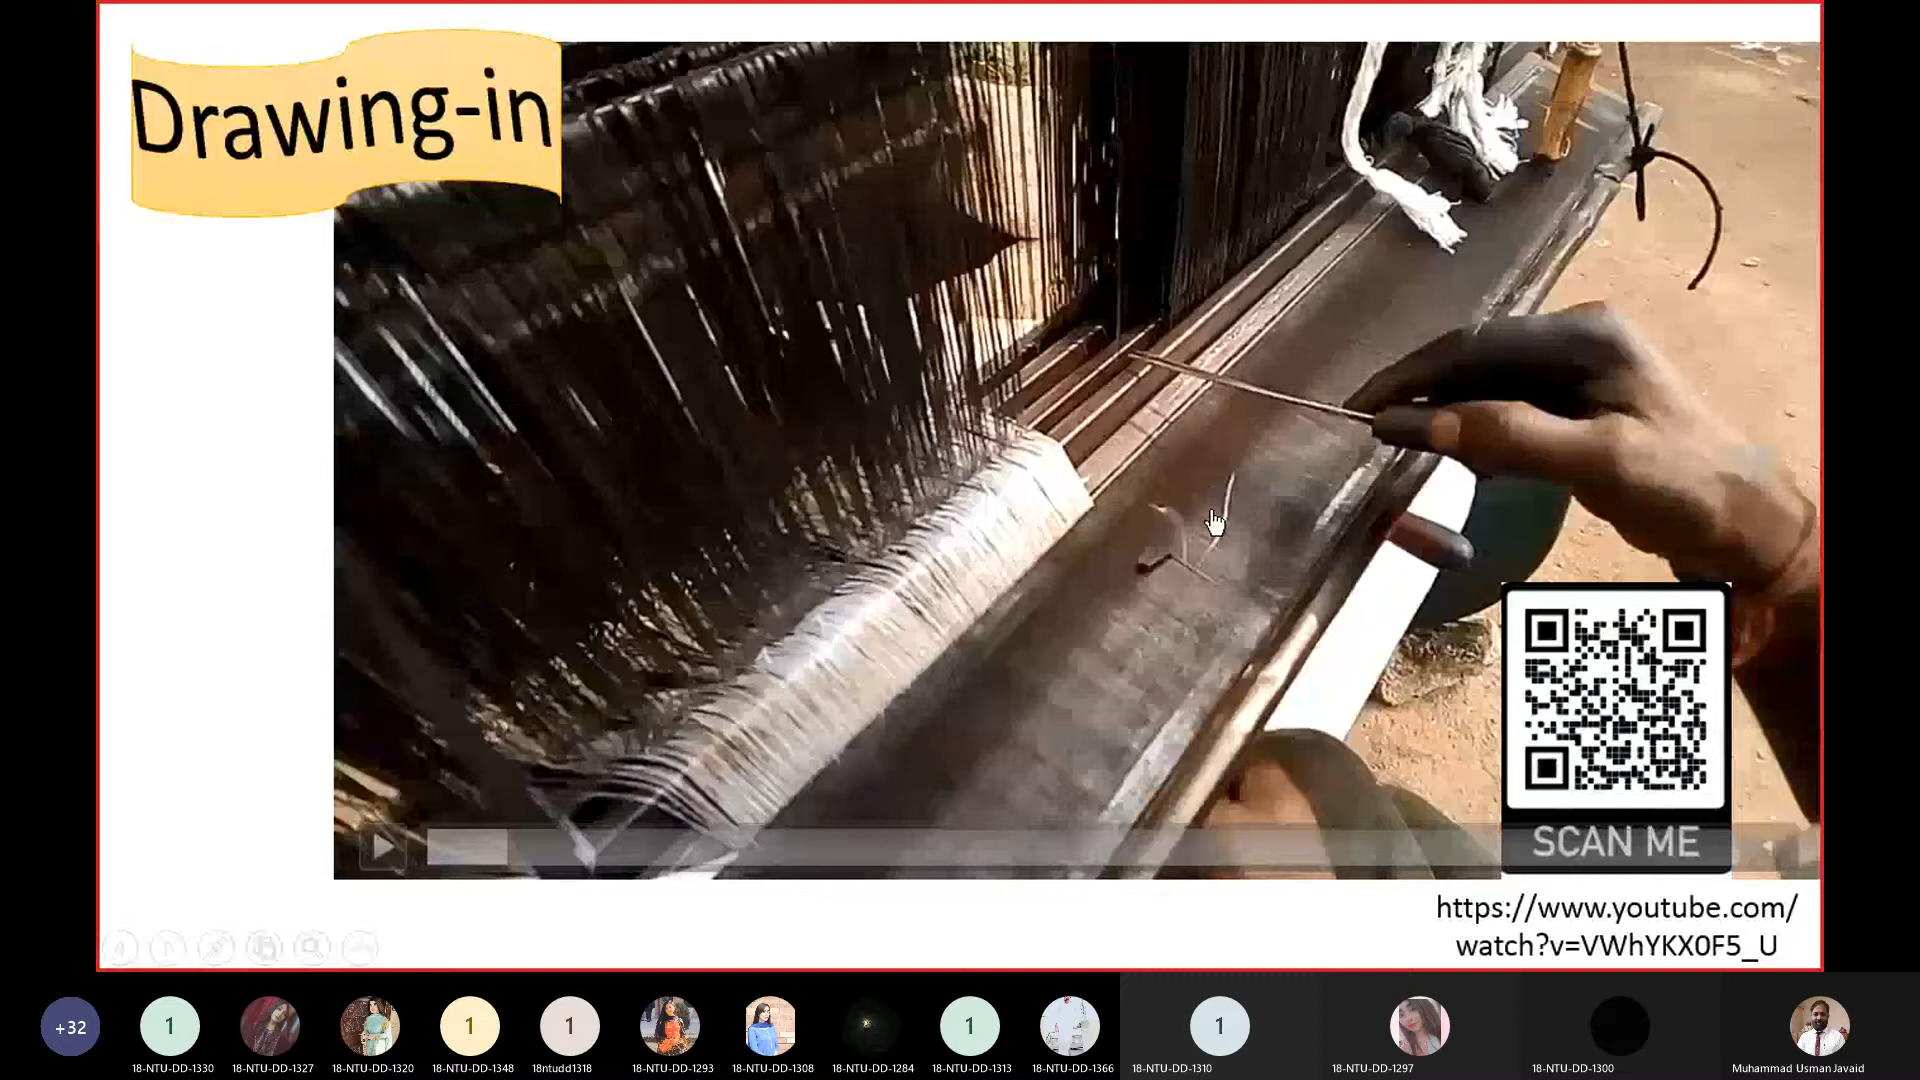 Drawing-in
SCAN ME
https://www.youtube.com/
watch?v=VWhYKX0F5_U
+32
1
1
1
1
1
18-NTU-DD-1330
18-NTU-DD-1327
18-NTU-DD-1320
18-NTU-DD-1348
18ntudd1318
18-NTU-DD-1293
18-NTU-DD-1308
18-NTU-DD-1284
18-NTU-DD-1313
18-NTU-DD-1366
18-NTU-DD-1310
18-NTU-DD-1297
18-NTU-DD-1300
Muhammad Usman Javaid